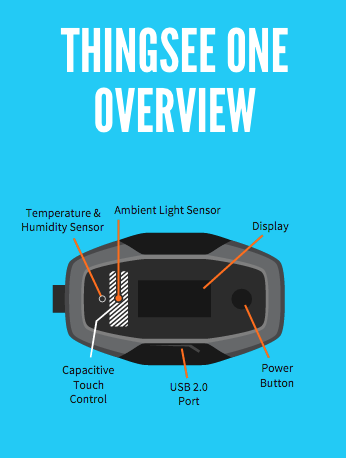 THINGSEE ONE
OVERVIEW
Temperature &
Humidity Sensor
Ambient Light Sensor
Display
Capacitive
Touch
Control
USB 2.0
Port
Power
Button